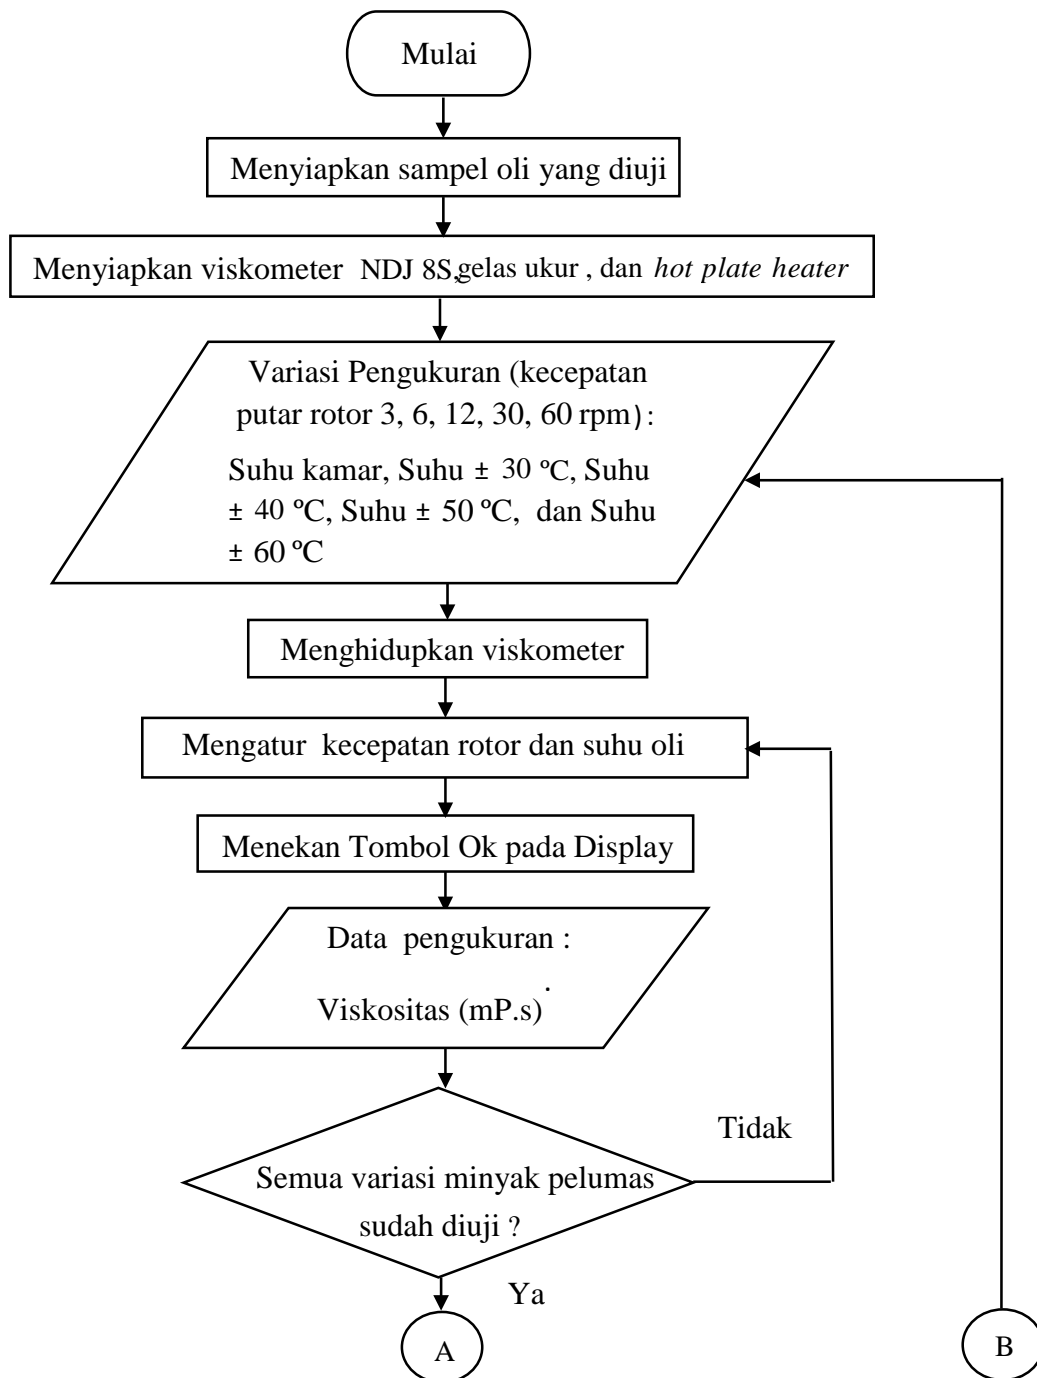 Mulai
Menyiapkan sampel oli yang diuji
Menyiapkan viskometer NDJ 8S,gelas ukur , dan hot plate heater
Variasi Pengukuran (kecepatan
putar rotor 3, 6, 12, 30, 60 rpm) :
Suhu kamar, Suhu ± 30 ºC, Suhu
± 40 ºC, Suhu ± 50 ºC, dan Suhu
± 60 ºC
Menghidupkan viskometer
Mengatur kecepatan rotor dan suhu oli
Menekan Tombol Ok pada Display
Data pengukuran :
Viskositas (mP.s) .
Tidak
Semua variasi minyak pelumas
sudah diuji ?
Ya
A
B